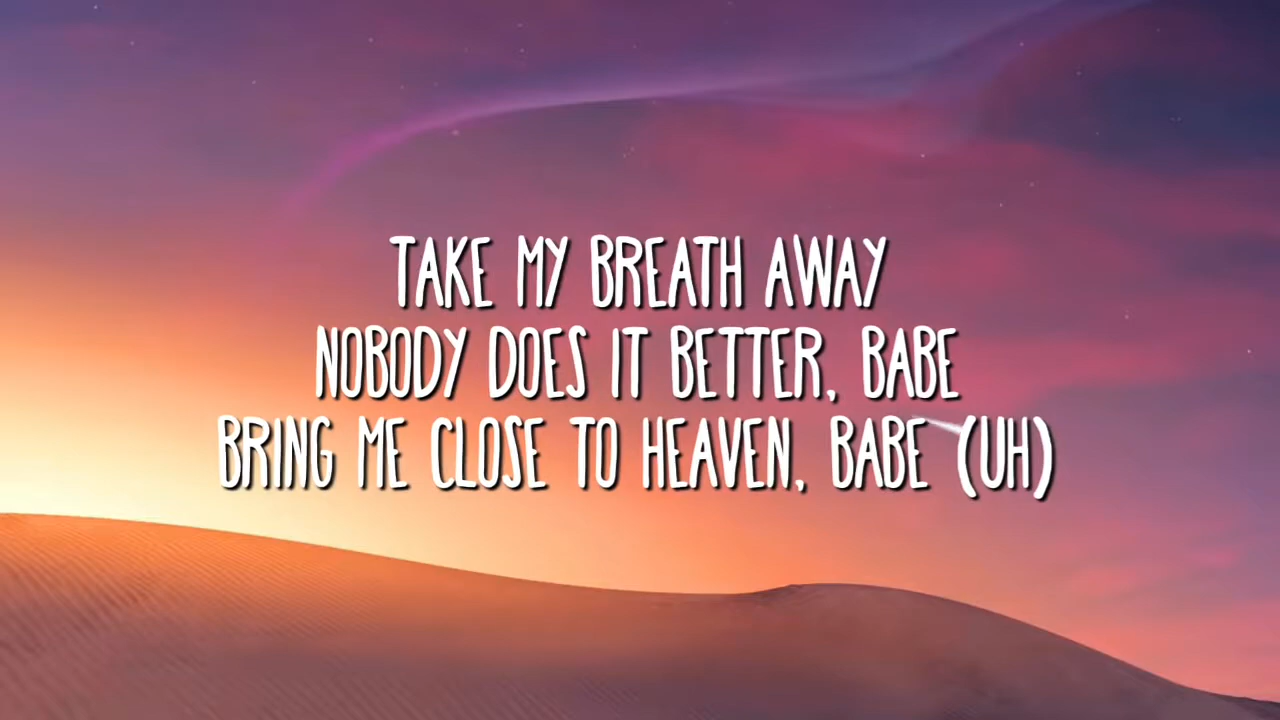 TAKE MY BREATH AWAY
NOBODY DOES IT BETTER, BABE
BRING ME CLOSE TO HEAVEN, BABE (UH)